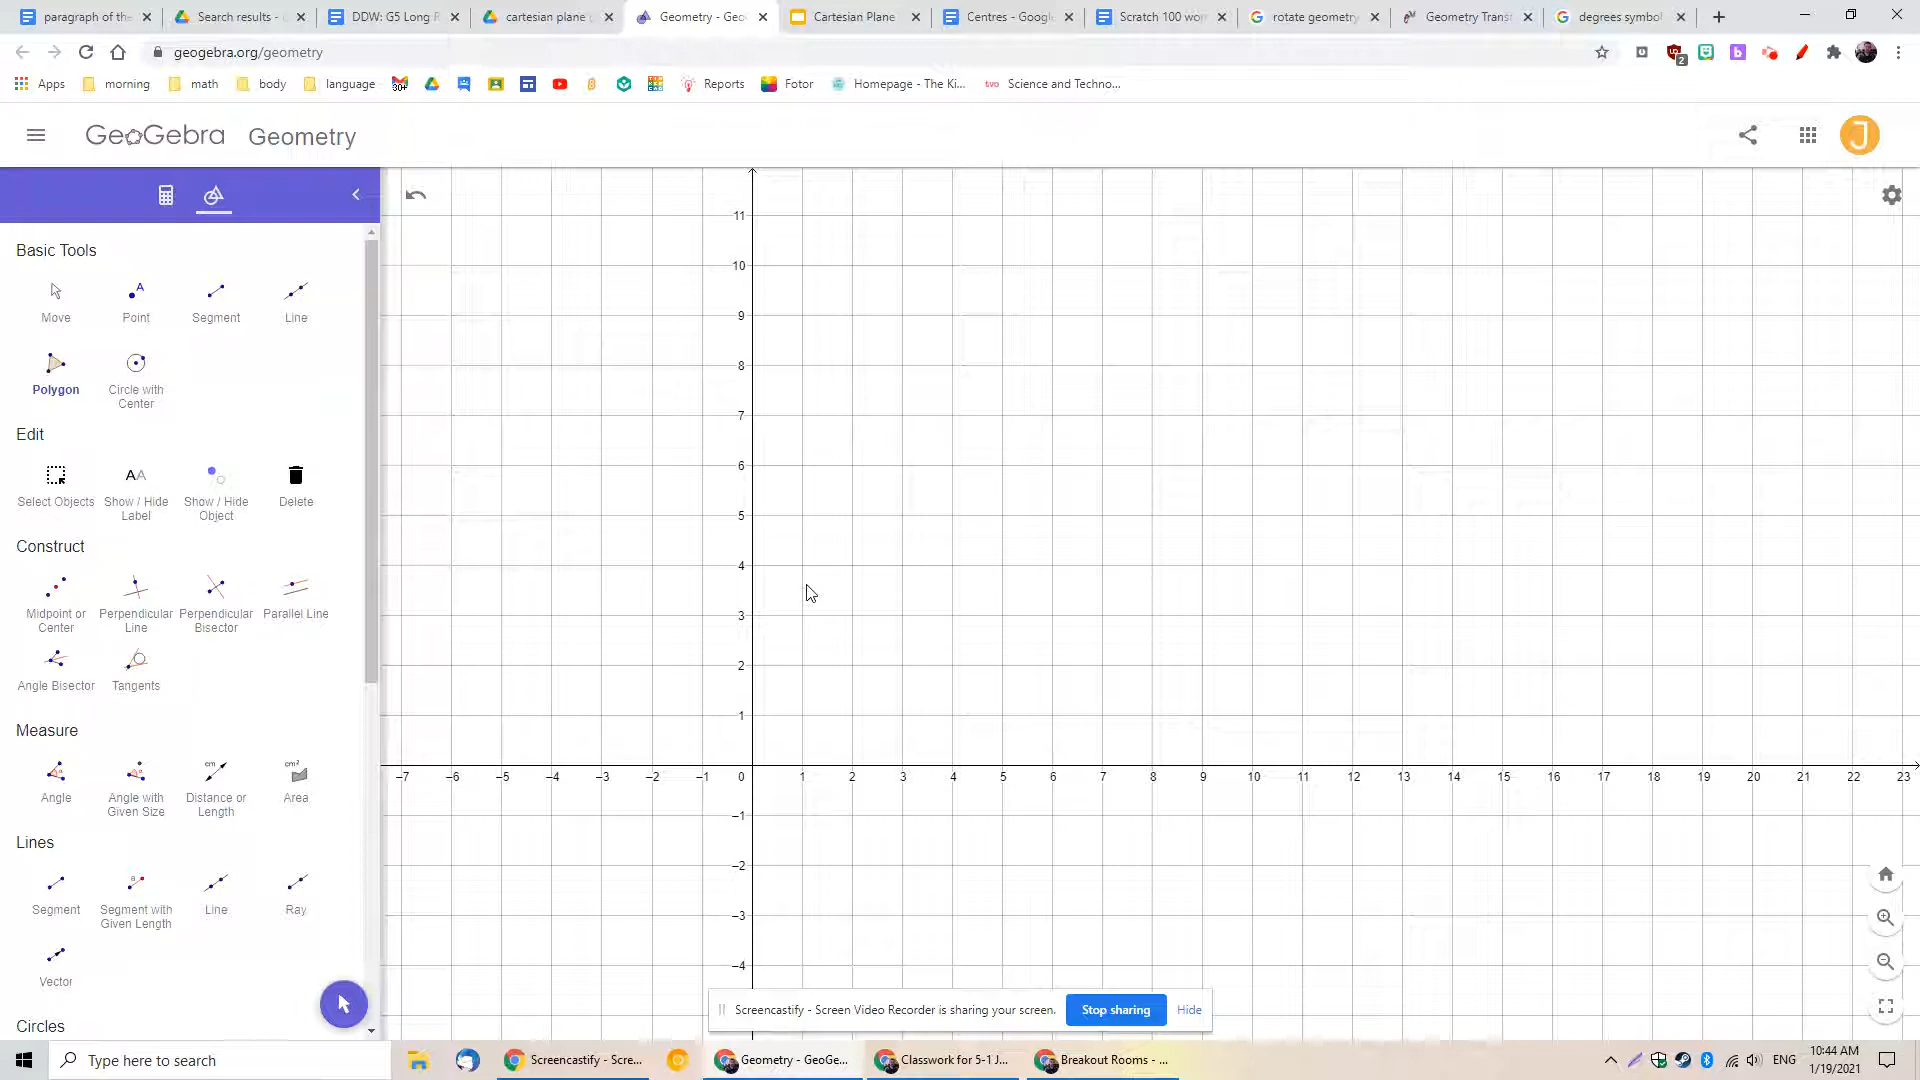 paragraph of the
Search results -
DDW: G5 Long R
cartesian plane
Geometry - Geo
Cartesian Plane
Centres - Google
Scratch 100 wor
rotate geometry
Geometry Trans
degrees symbol
geogebra.org/geometry
2
Apps
morning
math
body
language
30+
Reports
Fotor
Homepage - The Ki...
tvo Science and Techno...
GeoGebra Geometry
J
Basic Tools
Move
A
Point
Segment
Line
Polygon
Circle with Center
Edit
Select Objects
AA
Show / Hide Label
Show / Hide Object
Delete
Construct
Midpoint or Center
Perpendicular Line
Perpendicular Bisector
Parallel Line
Angle Bisector
Tangents
Measure
Angle
Angle with Given Size
cm
Distance or Length
cm²
Area
Lines
Segment
a
Segment with Given Length
Line
Ray
Vector
Circles
11
10
9
8
7
6
5
4
3
2
1
–7 –6 –5 –4 –3 –2 –1 0 1 2 3 4 5 6 7 8 9 10 11 12 13 14 15 16 17 18 19 20 21 22 23
–1
–2
–3
–4
Screencastify - Screen Video Recorder is sharing your screen.
Stop sharing
Hide
Type here to search
Screencastify - Scre...
Geometry - GeoGe...
Classwork for 5-1 J...
Breakout Rooms - ...
ENG
10:44 AM
1/19/2021